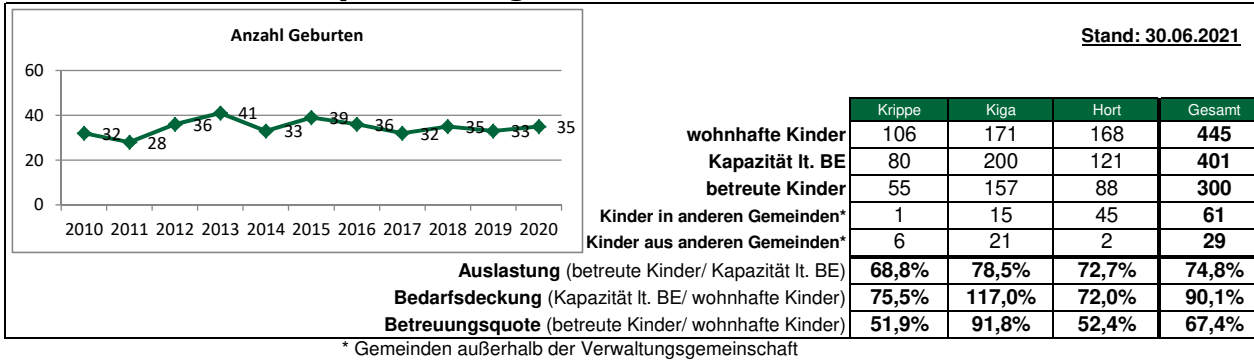 Anzahl Geburten
Stand: 30.06.2021
60
40
20
0
32 28 36 41 33 39 36 32 35 33 35
2010 2011 2012 2013 2014 2015 2016 2017 2018 2019 2020
Krippe Kiga Hort Gesamt
wohnhafte Kinder 106 171 168 445
Kapazität lt. BE 80 200 121 401
betreute Kinder 55 157 88 300
Kinder in anderen Gemeinden* 1 15 45 61
Kinder aus anderen Gemeinden* 6 21 2 29
Auslastung (betreute Kinder/ Kapazität lt. BE) 68,8% 78,5% 72,7% 74,8%
Bedarfsdeckung (Kapazität lt. BE/ wohnhafte Kinder) 75,5% 117,0% 72,0% 90,1%
Betreuungsquote (betreute Kinder/ wohnhafte Kinder) 51,9% 91,8% 52,4% 67,4%
* Gemeinden außerhalb der Verwaltungsgemeinschaft